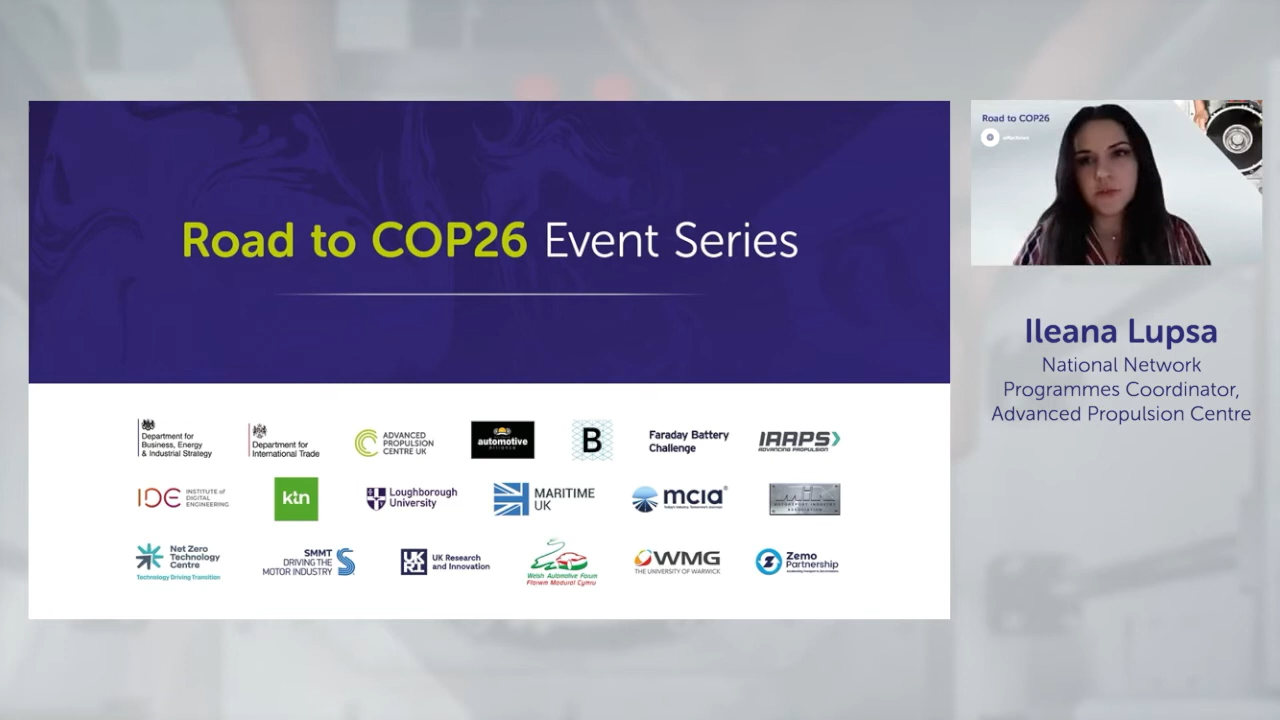 Road to COP26 Event Series
Road to COP26
Ileana Lupsa
National Network
Programmes Coordinator,
Advanced Propulsion Centre
Department for
Business, Energy
& Industrial Strategy
Department for
International Trade
ADVANCED
PROPULSION
CENTRE UK
automotive
B
Faraday Battery
Challenge
IAAPS
ADVANCING PROPULSION
IDE
INSTITUTE of
DIGITAL
ENGINEERING
ktn
Loughborough
University
MARITIME
UK
mcia
MIA
Net Zero
Technology
Centre
Technology Driving Transition
SMMT
DRIVING THE
MOTOR INDUSTRY
UKRI
UK Research
and Innovation
Welsh Automotive Forum
Fforwm Modurol Cymru
WMG
THE UNIVERSITY OF WARWICK
Zemo
Partnership